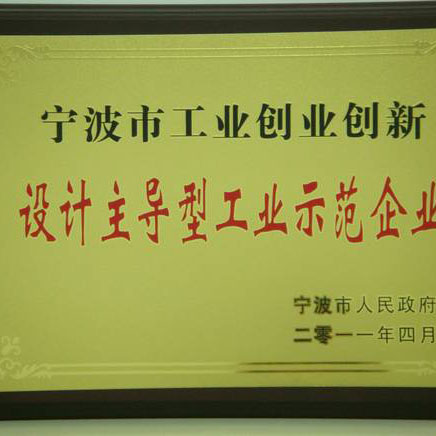 宁波市工业创业创新
设计主导型工业示范企业
宁波市人民政府
二零一一年四月